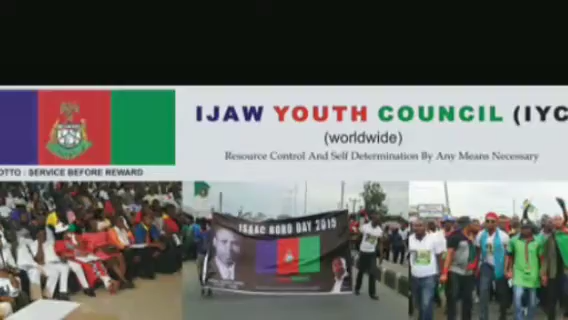 IJAW YOUTH COUNCIL (IYC
(worldwide)
Resource Control And Self Determination By Any Means Necessary
OTTO : SERVICE BEFORE REWARD
ISAAC BORO DAY 2015